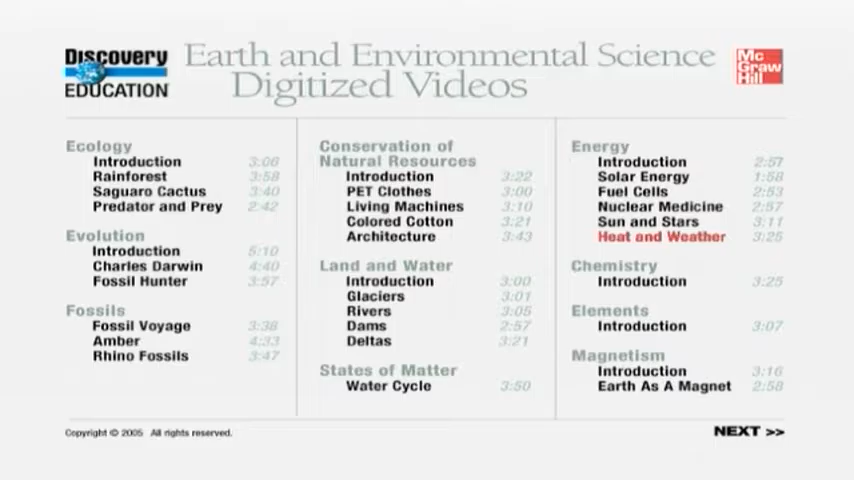 Discovery
EDUCATION
Earth and Environmental Science
Digitized Videos
Mc
Graw
Hill
Ecology
Introduction 3:06
Rainforest 3:58
Saguaro Cactus 3:40
Predator and Prey 2:42
Evolution
Introduction 5:10
Charles Darwin 4:40
Fossil Hunter 3:57
Fossils
Fossil Voyage 3:38
Amber 4:33
Rhino Fossils 3:47
Conservation of
Natural Resources
Introduction 3:22
PET Clothes 3:00
Living Machines 3:10
Colored Cotton 3:21
Architecture 3:43
Land and Water
Introduction 3:00
Glaciers 3:01
Rivers 3:05
Dams 2:57
Deltas 3:21
States of Matter
Water Cycle 3:50
Energy
Introduction 2:57
Solar Energy 1:58
Fuel Cells 2:53
Nuclear Medicine 2:57
Sun and Stars 3:11
Heat and Weather 3:25
Chemistry
Introduction 3:25
Elements
Introduction 3:07
Magnetism
Introduction 3:16
Earth As A Magnet 2:58
Copyright © 2005 All rights reserved.
NEXT >>